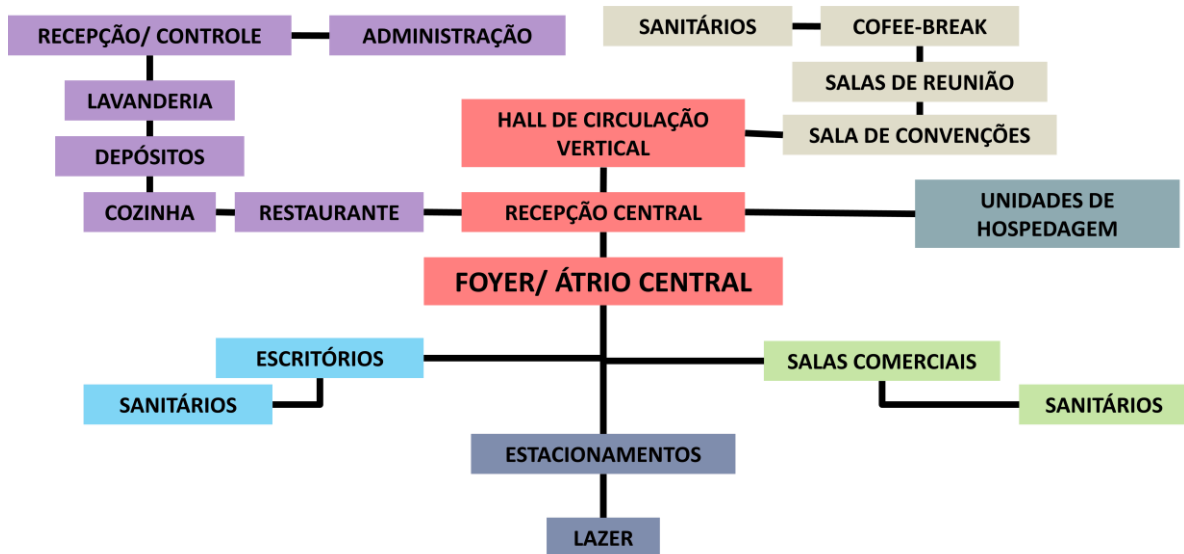 RECEPÇÃO/ CONTROLE
ADMINISTRAÇÃO
SANITÁRIOS
COFEE-BREAK
LAVANDERIA
SALAS DE REUNIÃO
HALL DE CIRCULAÇÃO
VERTICAL
SALA DE CONVENÇÕES
DEPÓSITOS
COZINHA
RESTAURANTE
RECEPÇÃO CENTRAL
UNIDADES DE
HOSPEDAGEM
FOYER/ ÁTRIO CENTRAL
ESCRITÓRIOS
SALAS COMERCIAIS
SANITÁRIOS
SANITÁRIOS
ESTACIONAMENTOS
LAZER